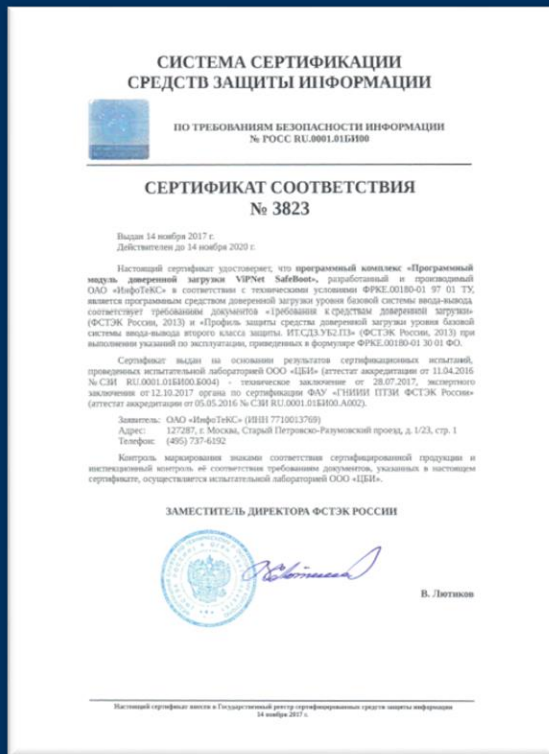 СИСТЕМА СЕРТИФИКАЦИИ
СРЕДСТВ ЗАЩИТЫ ИНФОРМАЦИИ
ПО ТРЕБОВАНИЯМ БЕЗОПАСНОСТИ ИНФОРМАЦИИ
№ РОСС RU.0001.01БИ00
СЕРТИФИКАТ СООТВЕТСТВИЯ
№ 3823
Выдан 14 ноября 2017 г.
Действителен до 14 ноября 2020 г.
Настоящий сертификат удостоверяет, что программный комплекс «Программный
модуль доверенной загрузки ViPNet SafeBoot», разработанный и производимый
ОАО «ИнфоТеКС» в соответствии с техническими условиями ФРКЕ.00180-01 97 01 ТУ,
является программным средством доверенной загрузки уровня базовой системы ввода-вывода,
соответствует требованиям документов «Требования к средствам доверенной загрузки»
(ФСТЭК России, 2013) и «Профиль защиты средства доверенной загрузки уровня базовой
системы ввода-вывода второго класса защиты. ИТ.СДЗ.УБ2.ПЗ» (ФСТЭК России, 2013) при
выполнении указаний по эксплуатации, приведенных в формуляре ФРКЕ.00180-01 30 01 ФО.
Сертификат выдан на основании результатов сертификационных испытаний,
проведенных испытательной лабораторией ООО «ЦБИ» (аттестат аккредитации от 11.04.2016
№ СЗИ RU.0001.01БИ00.Б004) - техническое заключение от 28.07.2017, экспертного
заключения от 12.10.2017 органа по сертификации ФАУ «ГНИИИ ПТЗИ ФСТЭК России»
(аттестат аккредитации от 05.05.2016 № СЗИ RU.0001.01БИ00.А002).
Заявитель: ОАО «ИнфоТеКС» (ИНН 7710013769)
Адрес: 127287, г. Москва, Старый Петровско-Разумовский проезд, д. 1/23, стр. 1
Телефон: (495) 737-6192
Контроль маркирования знаками соответствия сертифицированной продукции и
инспекционный контроль её соответствия требованиям документов, указанных в настоящем
сертификате, осуществляется испытательной лабораторией ООО «ЦБИ».
ЗАМЕСТИТЕЛЬ ДИРЕКТОРА ФСТЭК РОССИИ
В. Лютиков
Настоящий сертификат внесен в Государственный реестр сертифицированных средств защиты информации
14 ноября 2017 г.